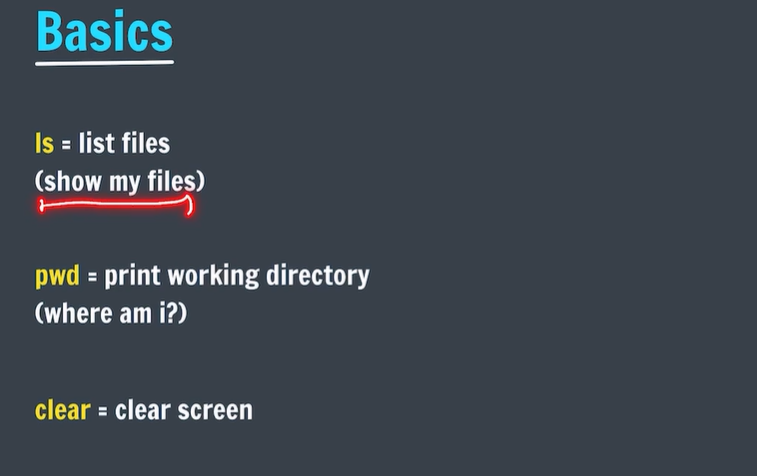 Basics
ls = list files
(show my files)
pwd = print working directory
(where am i?)
clear = clear screen